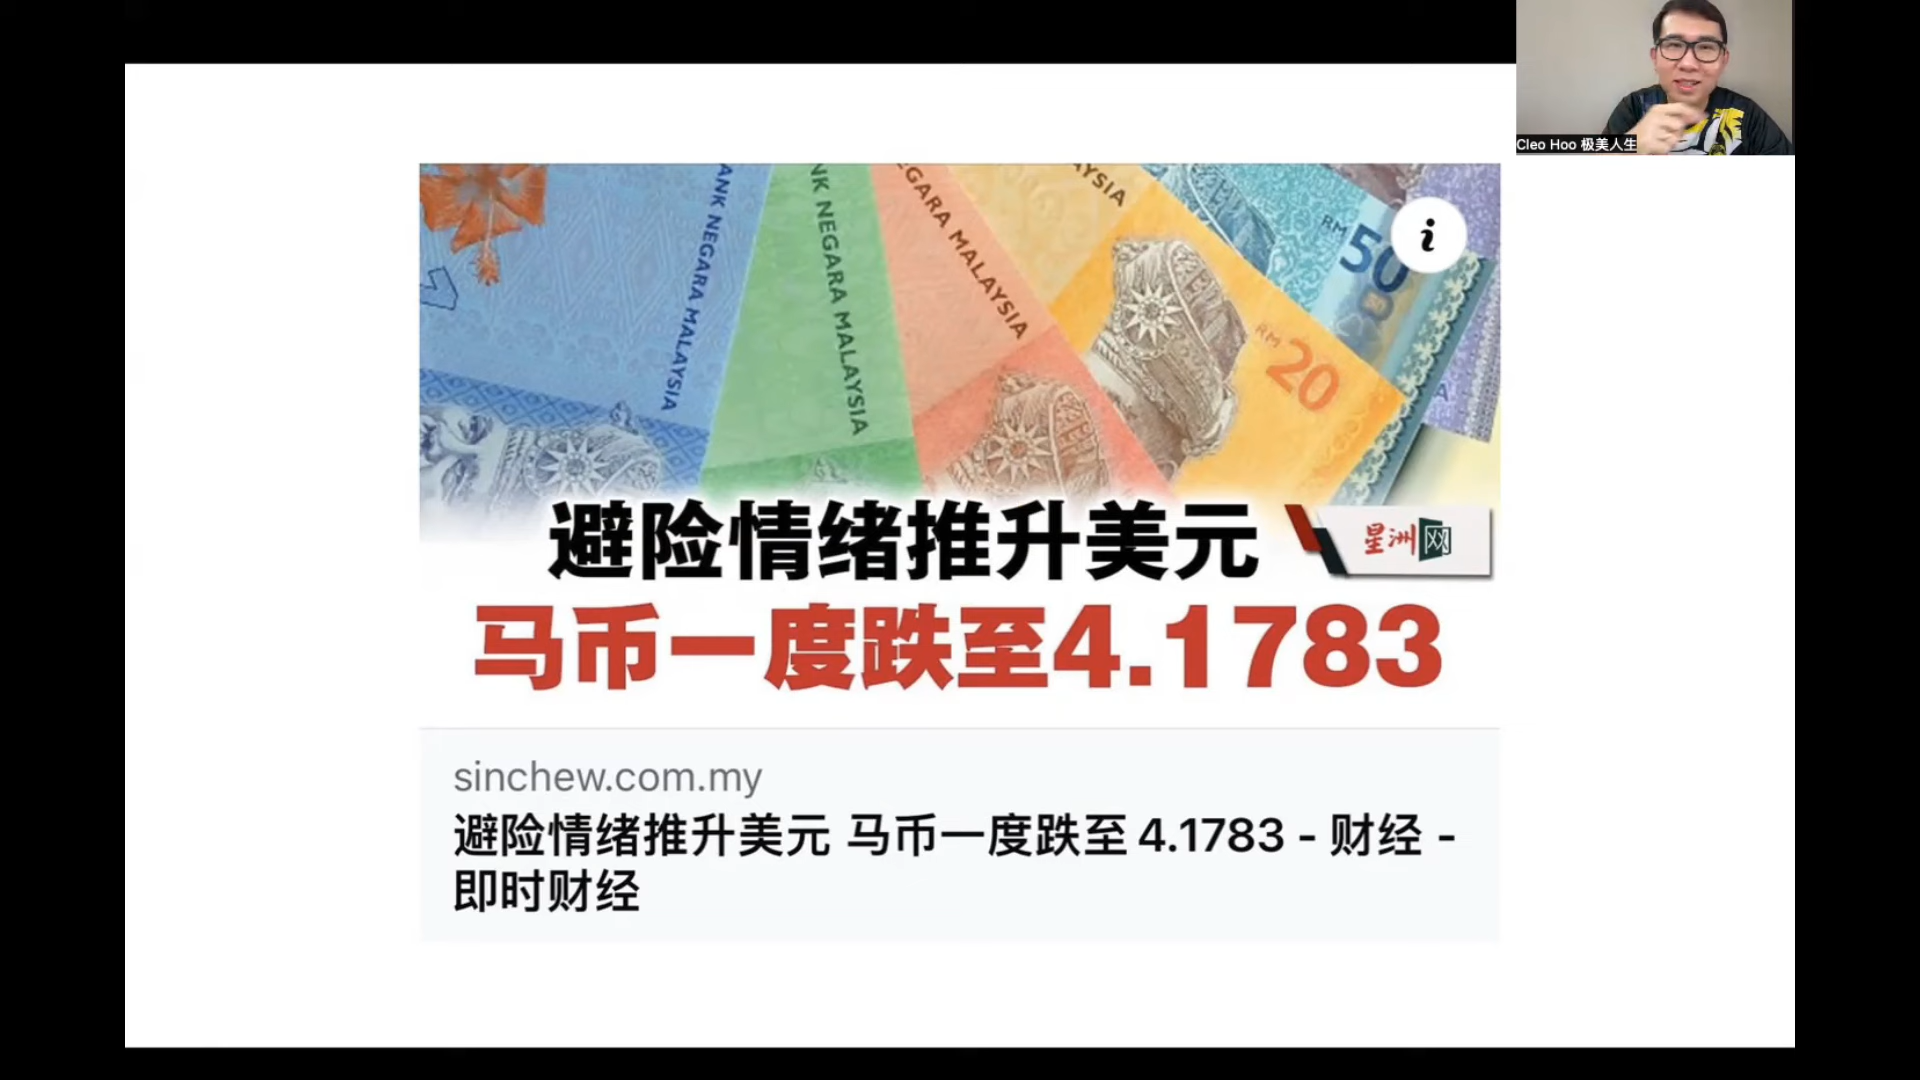 Cleo Hoo 极美人生
BANK NEGARA MALAYSIA
NK NEGARA MALAYSIA
EGARA MALAYSIA
AYSIA
RM 50
i
RM 20
避险情绪推升美元
星洲网
马币一度跌至4.1783
sinchew.com.my
避险情绪推升美元 马币一度跌至 4.1783 - 财经 -
即时财经